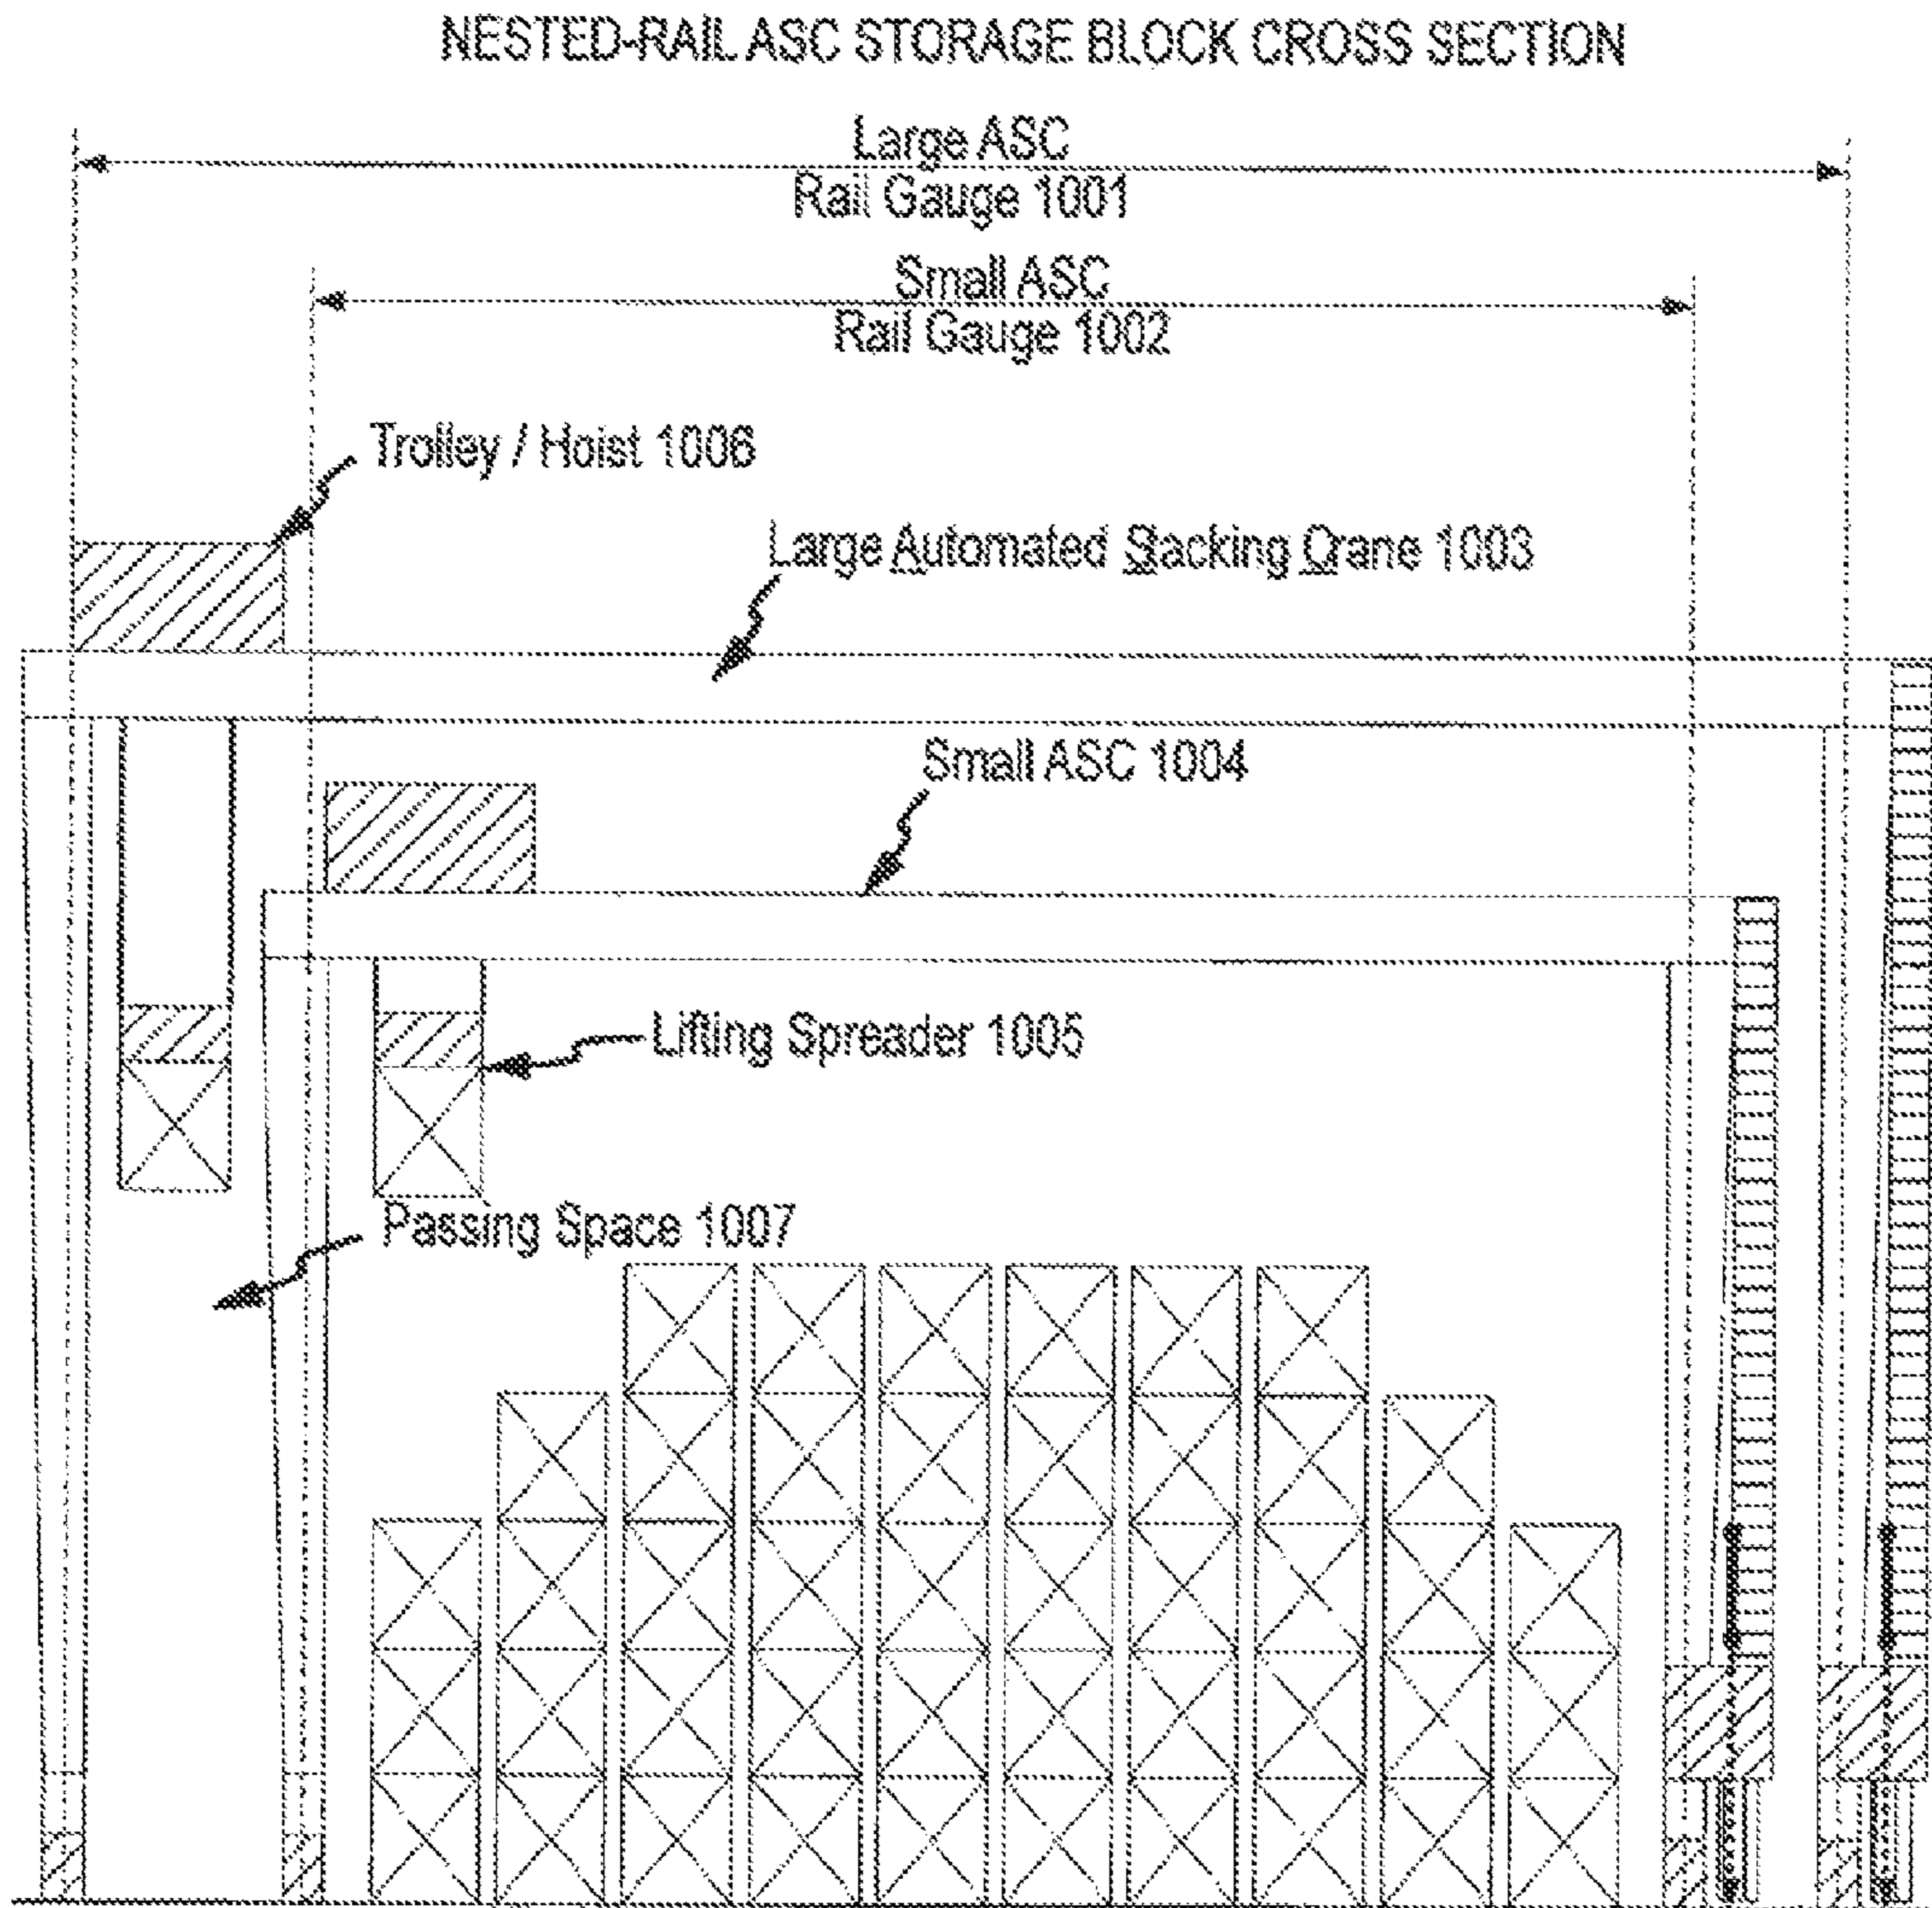 NESTED-RAIL ASC STORAGE BLOCK CROSS SECTION
Large ASC
Rail Gauge 1001
Small ASC
Rail Gauge 1002
Trolley / Hoist 1006
Large Automated Stacking Crane 1003
Small ASC 1004
Lifting Spreader 1005
Passing Space 1007